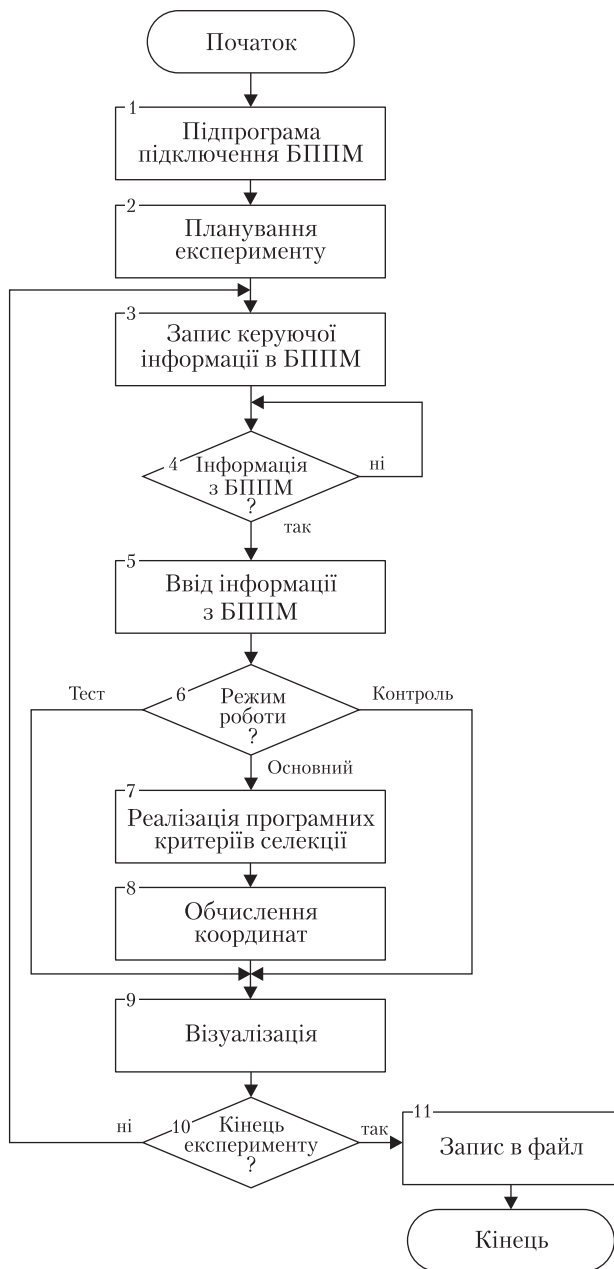 Початок
1
Підпрограма
підключення БППМ
2
Планування
експерименту
3
Запис керуючої
інформації в БППМ
4
Інформація
з БППМ
?
ні
так
5
Ввід інформації
з БППМ
Тест
6
Режим
роботи
?
Контроль
Основний
7
Реалізація програмних
критеріїв селекції
8
Обчислення
координат
9
Візуалізація
ні
10
Кінець
експерименту
?
так
11
Запис в файл
Кінець